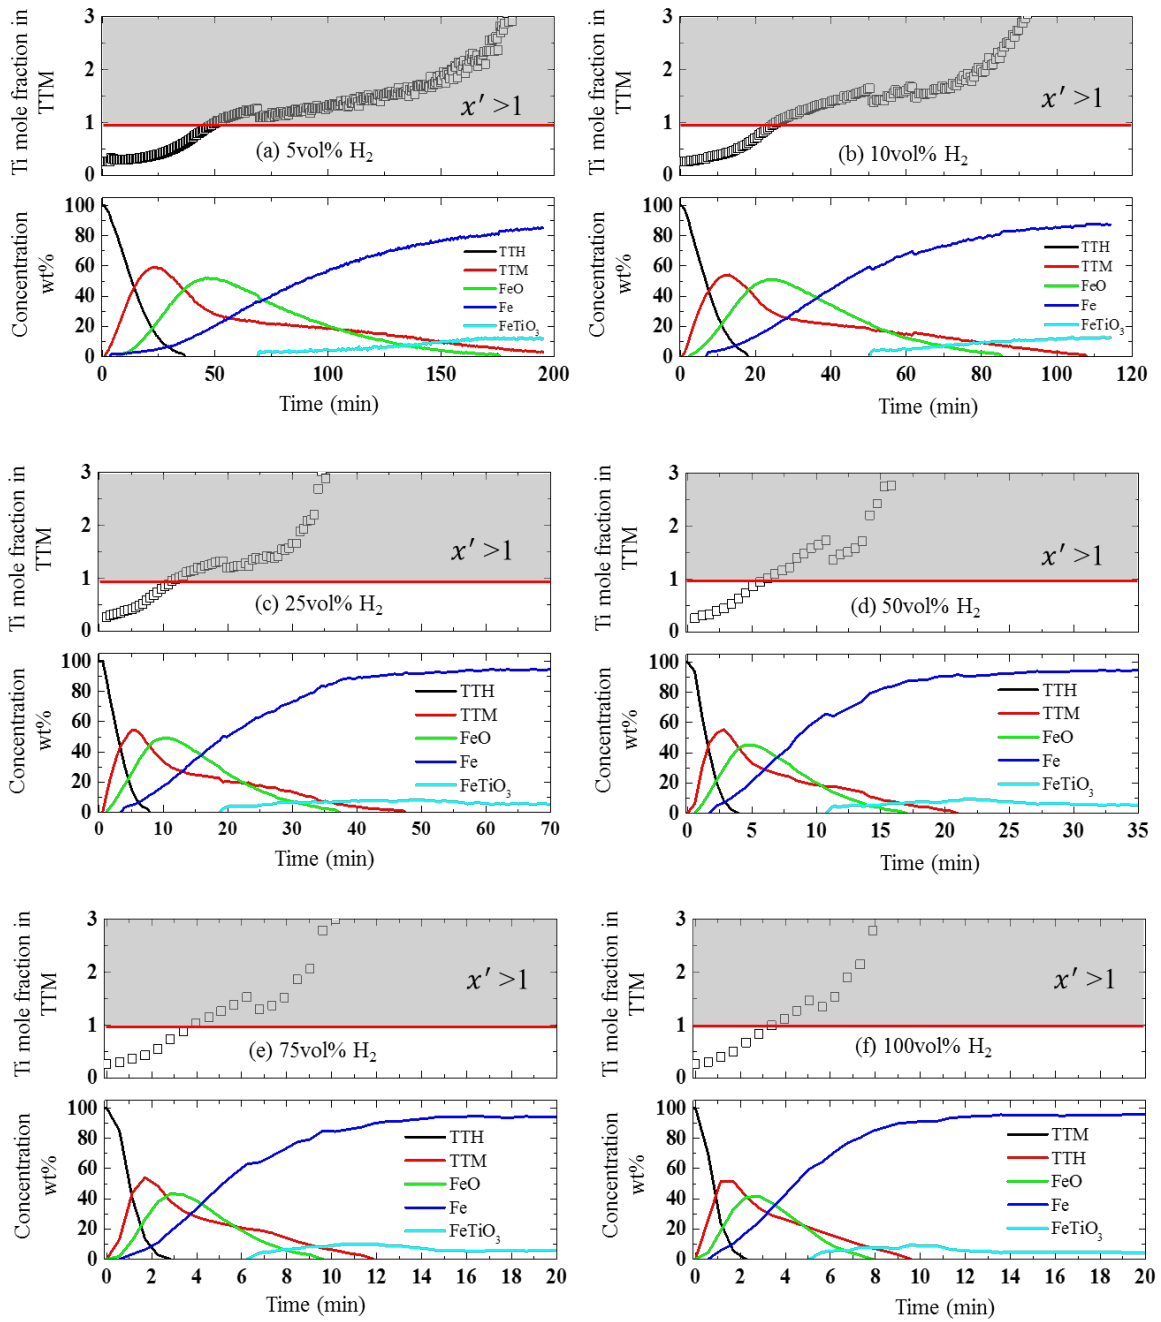 Ti mole fraction in
TTM
3
2
1
0
x′ >1
(a) 5vol% H₂
Concentration
wt%
100
80
60
40
20
0
TTH
TTM
FeO
Fe
FeTiO₃
0 50 100 150 200
Time (min)
Ti mole fraction in
TTM
3
2
1
0
x′ >1
(b) 10vol% H₂
Concentration
wt%
100
80
60
40
20
0
TTH
TTM
FeO
Fe
FeTiO₃
0 20 40 60 80 100 120
Time (min)
Ti mole fraction in
TTM
3
2
1
0
x′ >1
(c) 25vol% H₂
Concentration
wt%
100
80
60
40
20
0
TTH
TTM
FeO
Fe
FeTiO₃
0 10 20 30 40 50 60 70
Time (min)
Ti mole fraction in
TTM
3
2
1
0
x′ >1
(d) 50vol% H₂
Concentration
wt%
100
80
60
40
20
0
TTH
TTM
FeO
Fe
FeTiO₃
0 5 10 15 20 25 30 35
Time (min)
Ti mole fraction in
TTM
3
2
1
0
x′ >1
(e) 75vol% H₂
Concentration
wt%
100
80
60
40
20
0
TTH
TTM
FeO
Fe
FeTiO₃
0 2 4 6 8 10 12 14 16 18 20
Time (min)
Ti mole fraction in
TTM
3
2
1
0
x′ >1
(f) 100vol% H₂
Concentration
wt%
100
80
60
40
20
0
TTM
TTH
FeO
Fe
FeTiO₃
0 2 4 6 8 10 12 14 16 18 20
Time (min)